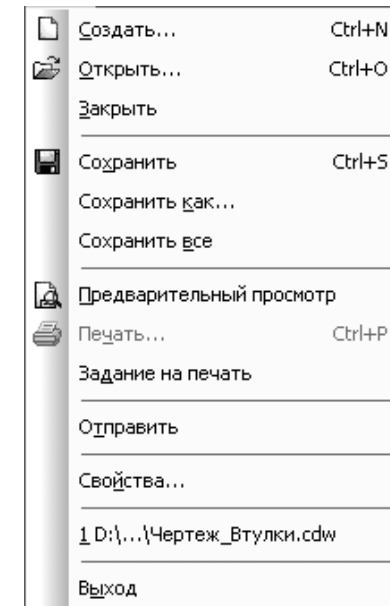 Создать... Ctrl+N
Открыть... Ctrl+O
Закрыть
Сохранить Ctrl+S
Сохранить как...
Сохранить все
Предварительный просмотр
Печать... Ctrl+P
Задание на печать
Отправить
Свойства...
1 D:\...\Чертеж_Втулки.cdw
Выход